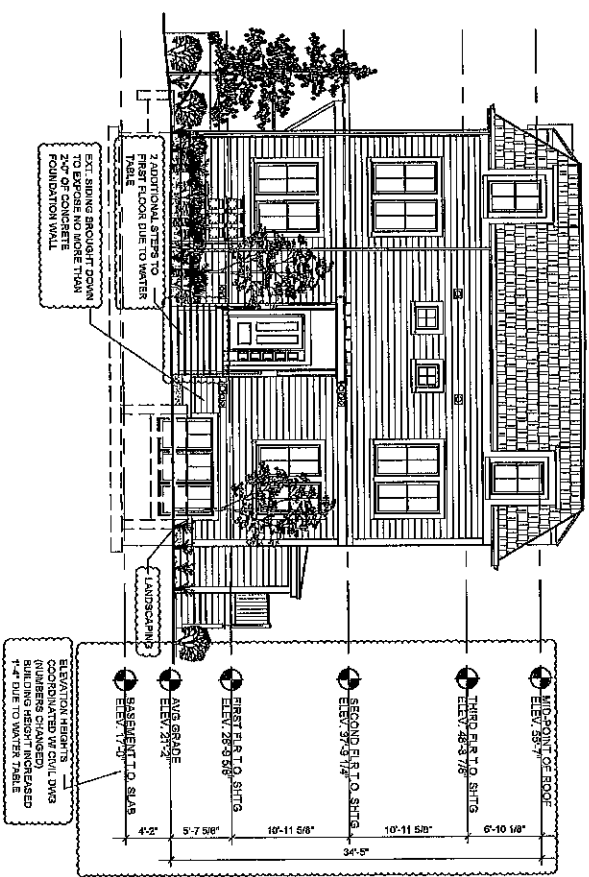 MID-POINT OF ROOF
ELEV. 55'-7"
THIRD FLR T.O. SHTG
ELEV. 48'-8 7/8"
SECOND FLR T.O. SHTG
ELEV. 37'-9 1/4"
FIRST FLR T.O. SHTG
ELEV. 26'-9 5/8"
AVG GRADE
ELEV. 21'-2"
BASEMENT T.O. SLAB
ELEV. 17'-0"
6'-10 1/8"
10'-11 5/8"
10'-11 5/8"
5'-7 5/8"
4'-2"
34'-5"
2 ADDITIONAL STEPS TO
FIRST FLOOR DUE TO WATER
TABLE
EXT. SIDING BROUGHT DOWN
TO EXPOSE NO MORE THAN
2'-0" OF CONCRETE
FOUNDATION WALL
LANDSCAPING
ELEVATION HEIGHTS
COORDINATED W/ CIVIL DWG
(NUMBERS CHANGED)
BUILDING HEIGHT INCREASED
1'-4" DUE TO WATER TABLE